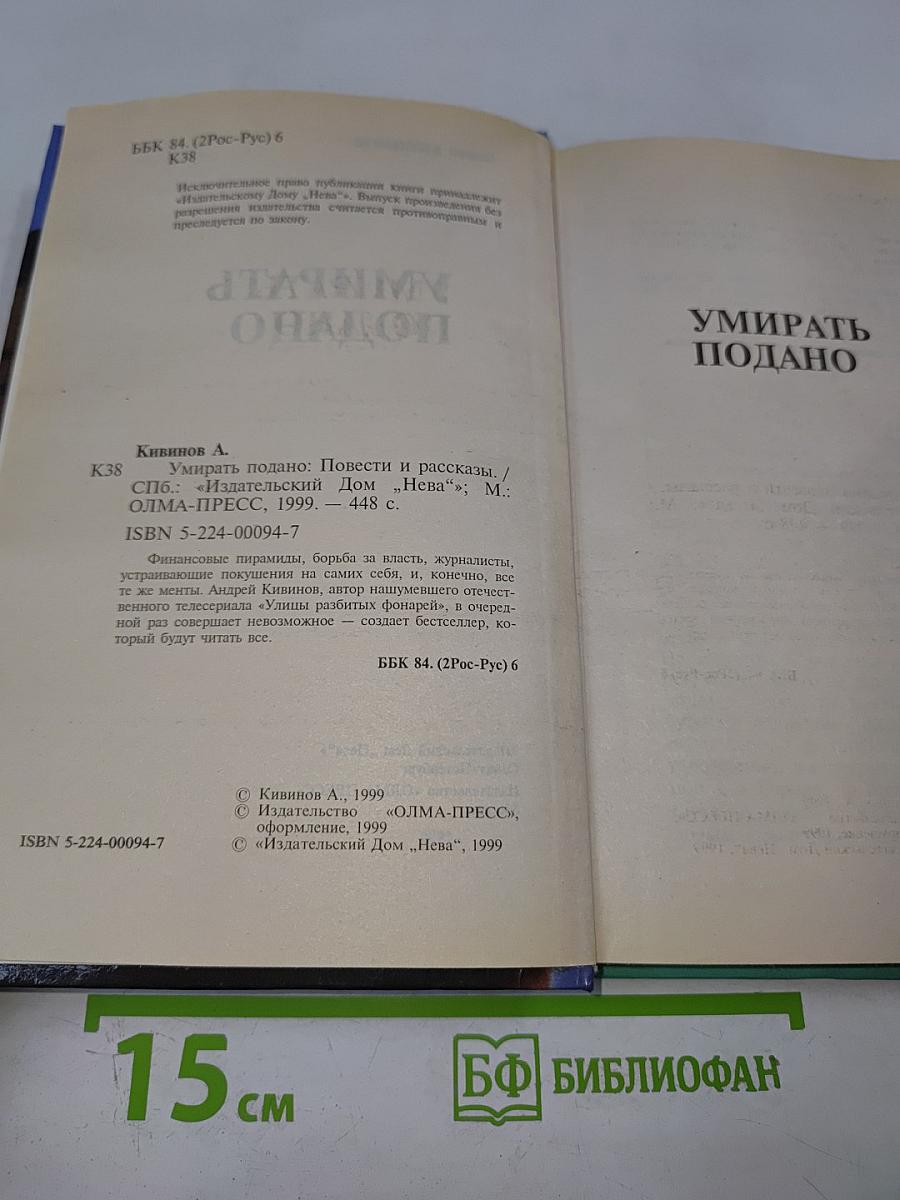 ББК 84. (2Рос-Рус) 6
К38
Исключительное право публикации книги принадлежит
«Издательскому Дому „Нева“». Выпуск произведения без
разрешения издательства считается противоправным и
преследуется по закону.
Кивинов А.
К38 Умирать подано: Повести и рассказы. /
СПб.: «Издательский Дом „Нева“»; М.:
ОЛМА-ПРЕСС, 1999. — 448 с.
ISBN 5-224-00094-7
Финансовые пирамиды, борьба за власть, журналисты,
устраивающие покушения на самих себя, и, конечно, все
те же менты. Андрей Кивинов, автор нашумевшего отечест-
венного телесериала «Улицы разбитых фонарей», в очеред-
ной раз совершает невозможное — создает бестселлер, ко-
торый будут читать все.
ББК 84. (2Рос-Рус) 6
© Кивинов А., 1999
© Издательство «ОЛМА-ПРЕСС»,
оформление, 1999
ISBN 5-224-00094-7
© «Издательский Дом „Нева“, 1999
УМИРАТЬ
ПОДАНО
15 см
БФ БИБЛИОФАН